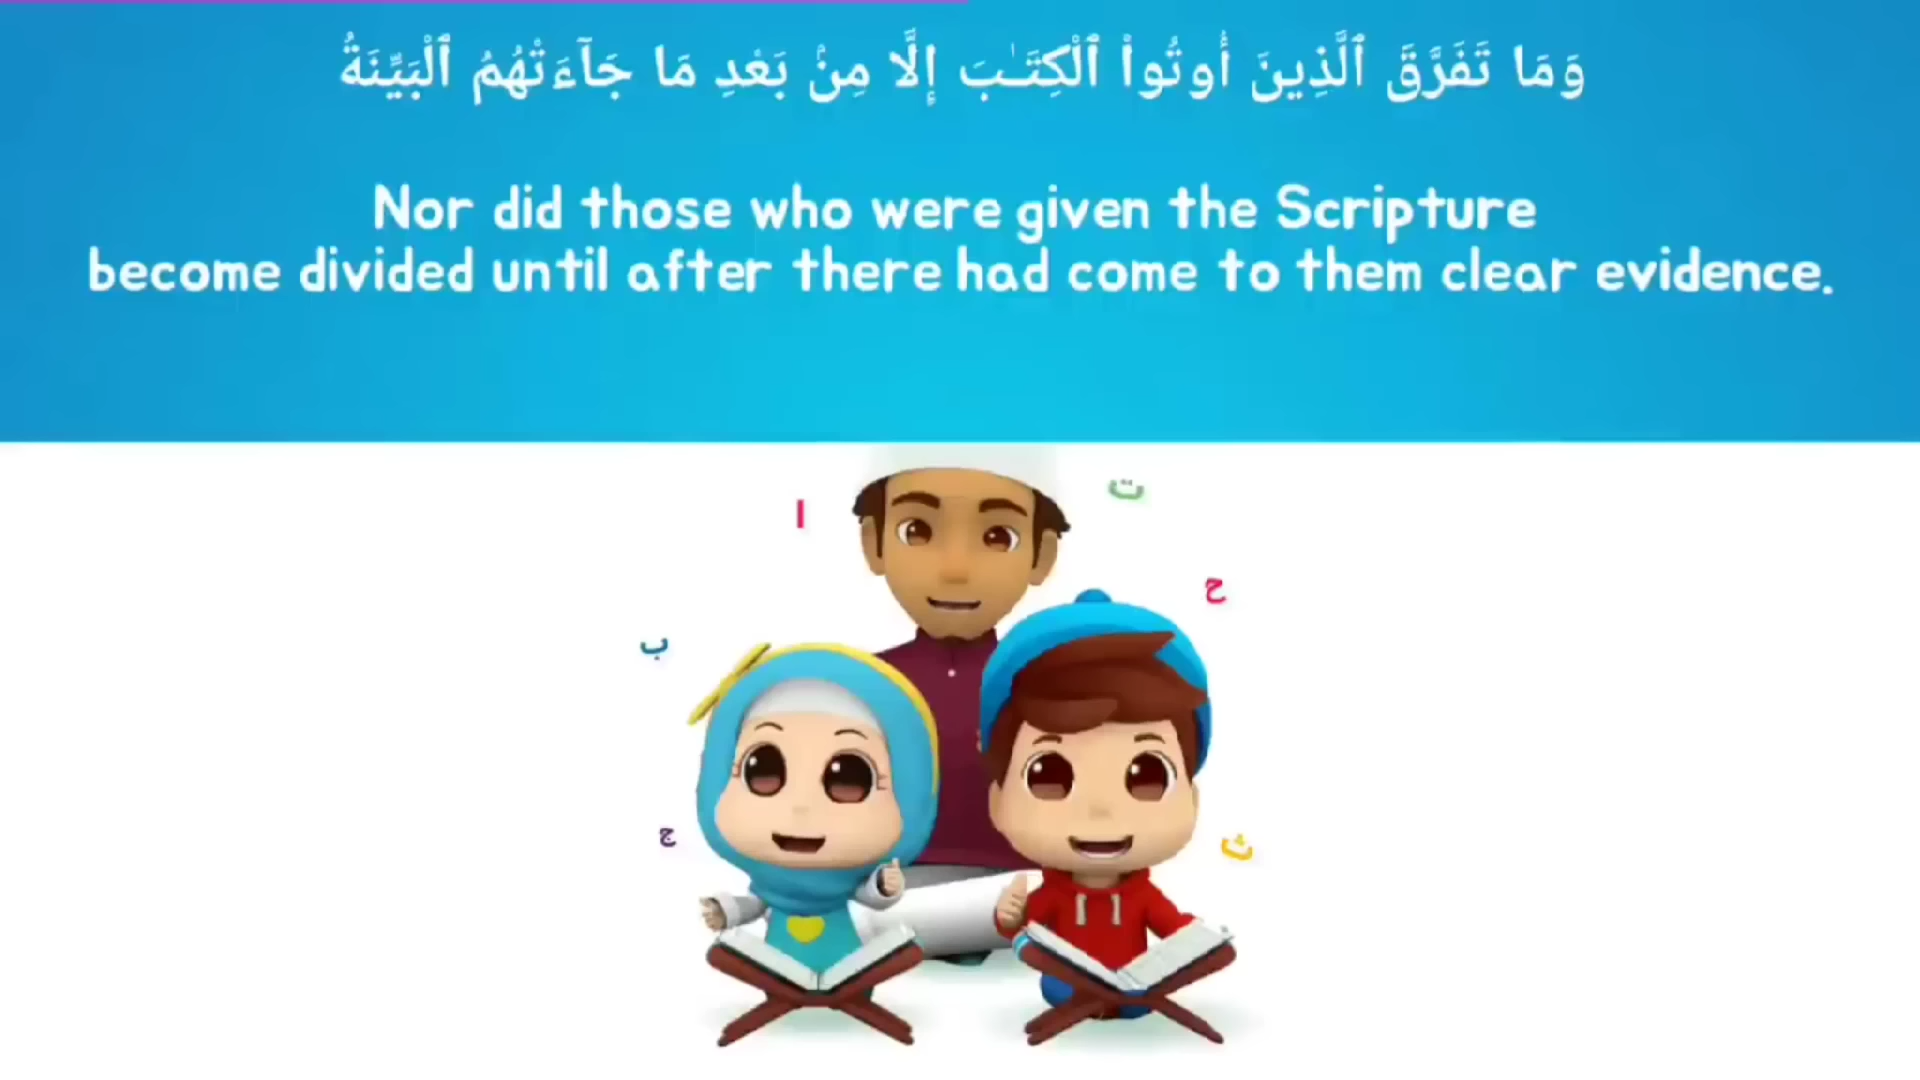 وَمَا تَفَرَّقَ ٱلَّذِينَ أُوتُوا۟ ٱلْكِتَـٰبَ إِلَّا مِنۢ بَعْدِ مَا جَآءَتْهُمُ ٱلْبَيِّنَةُ
Nor did those who were given the Scripture
become divided until after there had come to them clear evidence.
ا
ت
ح
ب
ج
ث